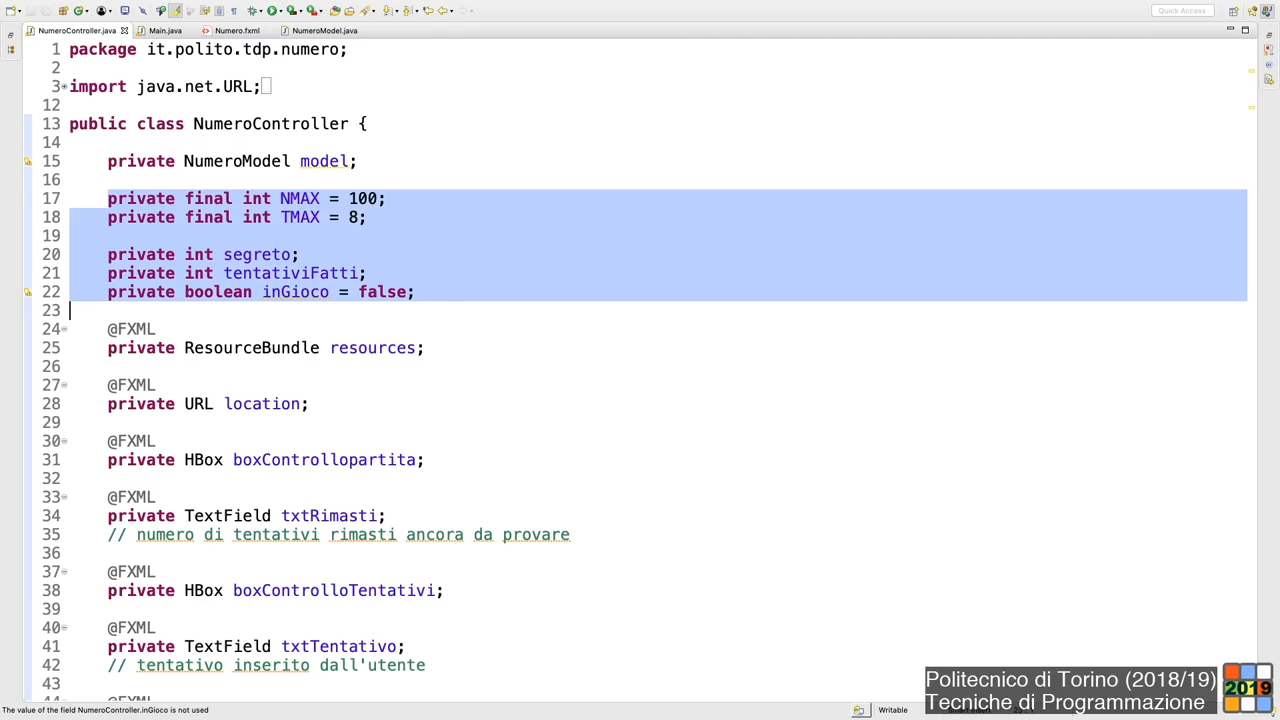 Quick Access
NumeroController.java
Main.java
Numero.fxml
NumeroModel.java
1 package it.polito.tdp.numero;
2
3 import java.net.URL;
12
13 public class NumeroController {
14
15 private NumeroModel model;
16
17 private final int NMAX = 100;
18 private final int TMAX = 8;
19
20 private int segreto;
21 private int tentativiFatti;
22 private boolean inGioco = false;
23
24 @FXML
25 private ResourceBundle resources;
26
27 @FXML
28 private URL location;
29
30 @FXML
31 private HBox boxControllopartita;
32
33 @FXML
34 private TextField txtRimasti;
35 // numero di tentativi rimasti ancora da provare
36
37 @FXML
38 private HBox boxControlloTentativi;
39
40 @FXML
41 private TextField txtTentativo;
42 // tentativo inserito dall'utente
43
44 @FXML
Politecnico di Torino (2018/19)
Tecniche di Programmazione
2019
The value of the field NumeroController.inGioco is not used
Writable